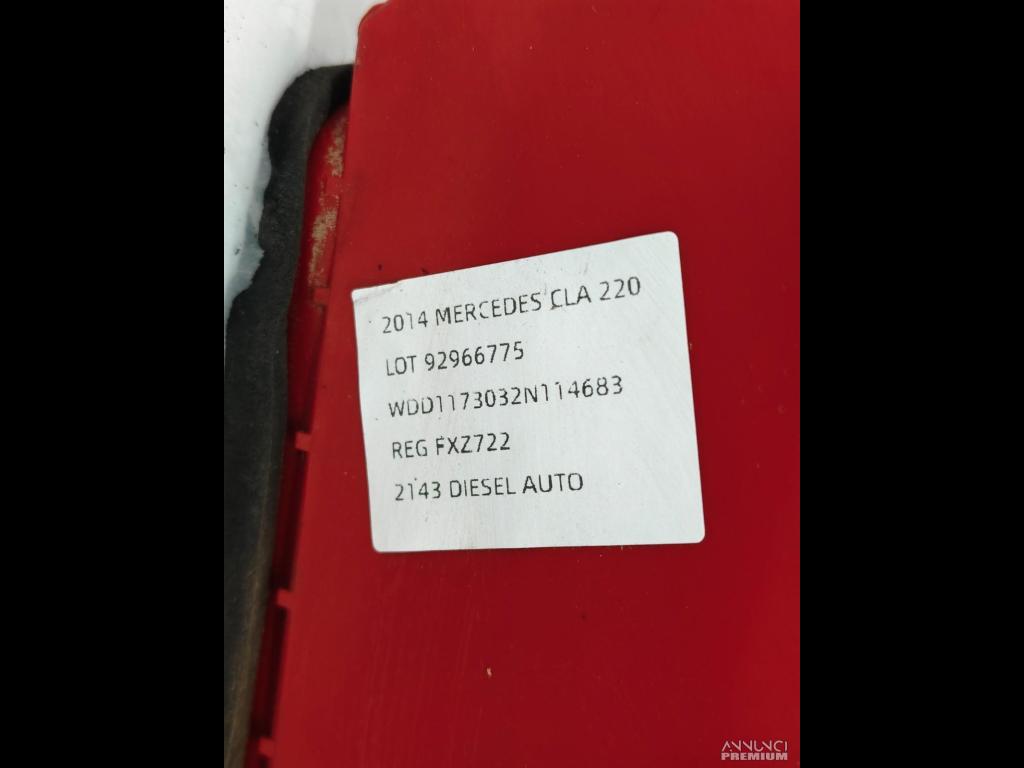 2014 MERCEDES CLA 220
LOT 92966775
WDD1173032N114683
REG FXZ722
2143 DIESEL AUTO
ANNUNCI
PREMIUM